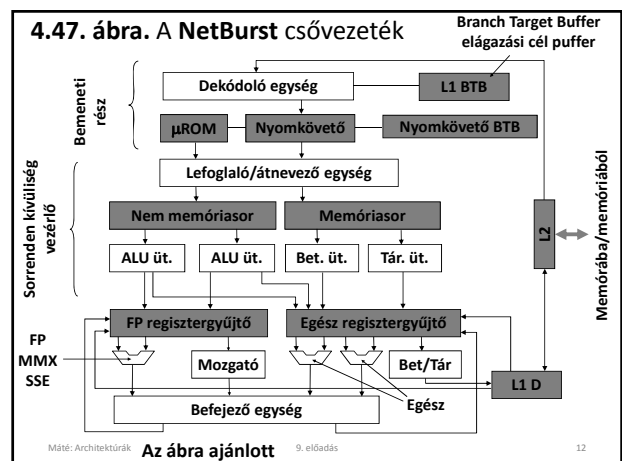 4.47. ábra. A NetBurst csővezeték
Branch Target Buffer
elágazási cél puffer
Bemeneti
rész
Dekódoló egység
L1 BTB
µROM
Nyomkövető
Nyomkövető BTB
Lefoglaló/átnevező egység
Sorrenden kívüliség
vezérlő
Nem memóriasor
Memóriasor
ALU üt.
ALU üt.
Bet. üt.
Tár. üt.
L2
Memórába/memóriából
FP regisztergyűjtő
Egész regisztergyűjtő
FP
MMX
SSE
Mozgató
Bet/Tár
L1 D
Egész
Befejező egység
Máté: Architektúrák
Az ábra ajánlott
9. előadás
12